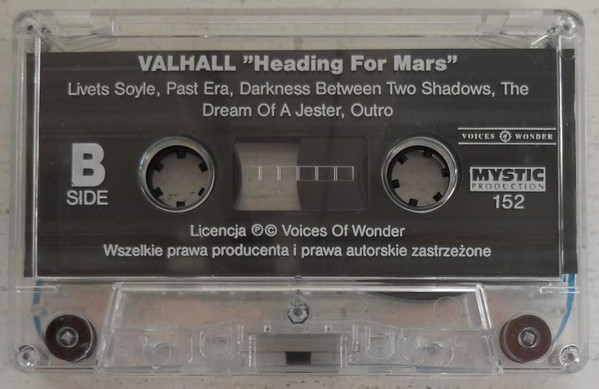 VALHALL "Heading For Mars"
Livets Soyle, Past Era, Darkness Between Two Shadows, The
Dream Of A Jester, Outro
VOICES OF WONDER
B
SIDE
MYSTIC
PRODUCTION
152
Licencja ℗© Voices Of Wonder
Wszelkie prawa producenta i prawa autorskie zastrzeżone